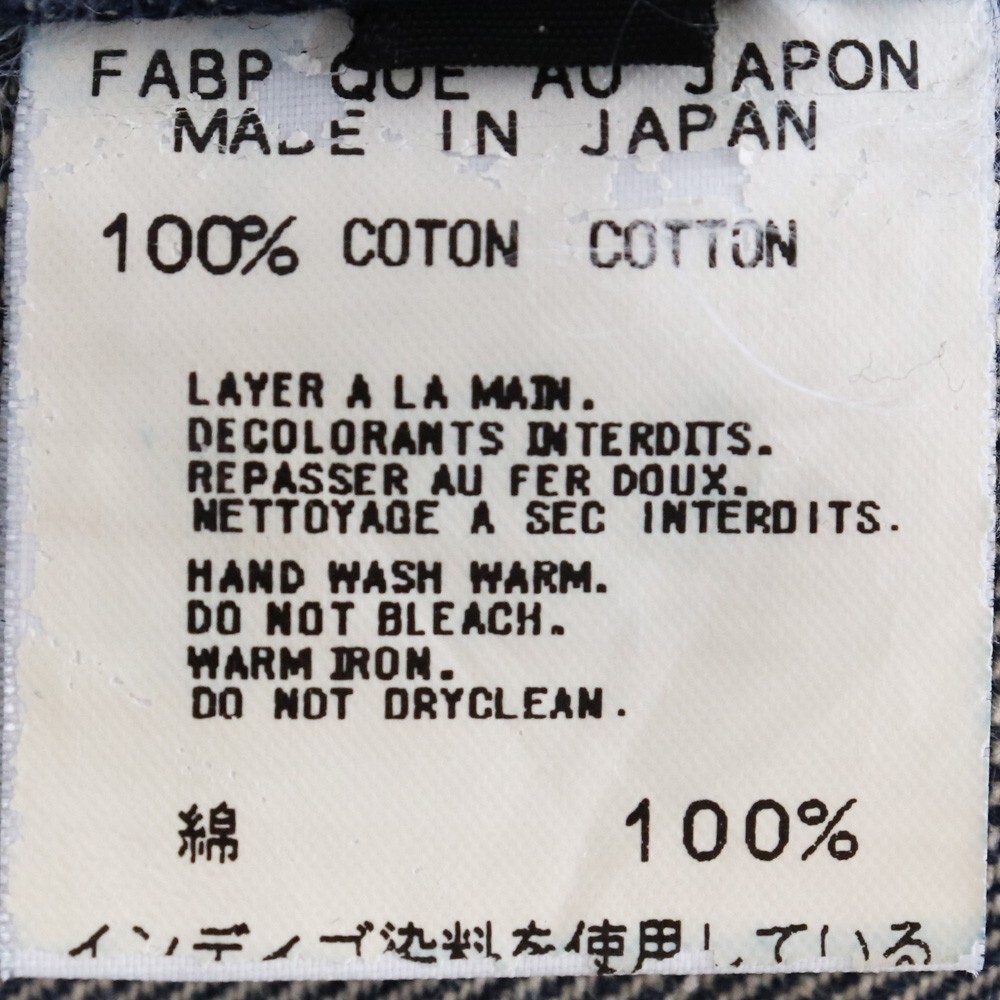 FABRIQUE AU JAPON
MADE IN JAPAN
100% COTON COTTON
LAVER A LA MAIN.
DECOLORANTS INTERDITS.
REPASSER AU FER DOUX.
NETTOYAGE A SEC INTERDITS.
HAND WASH WARM.
DO NOT BLEACH.
WARM IRON.
DO NOT DRYCLEAN.
綿 100%
インディゴ染料を使用している